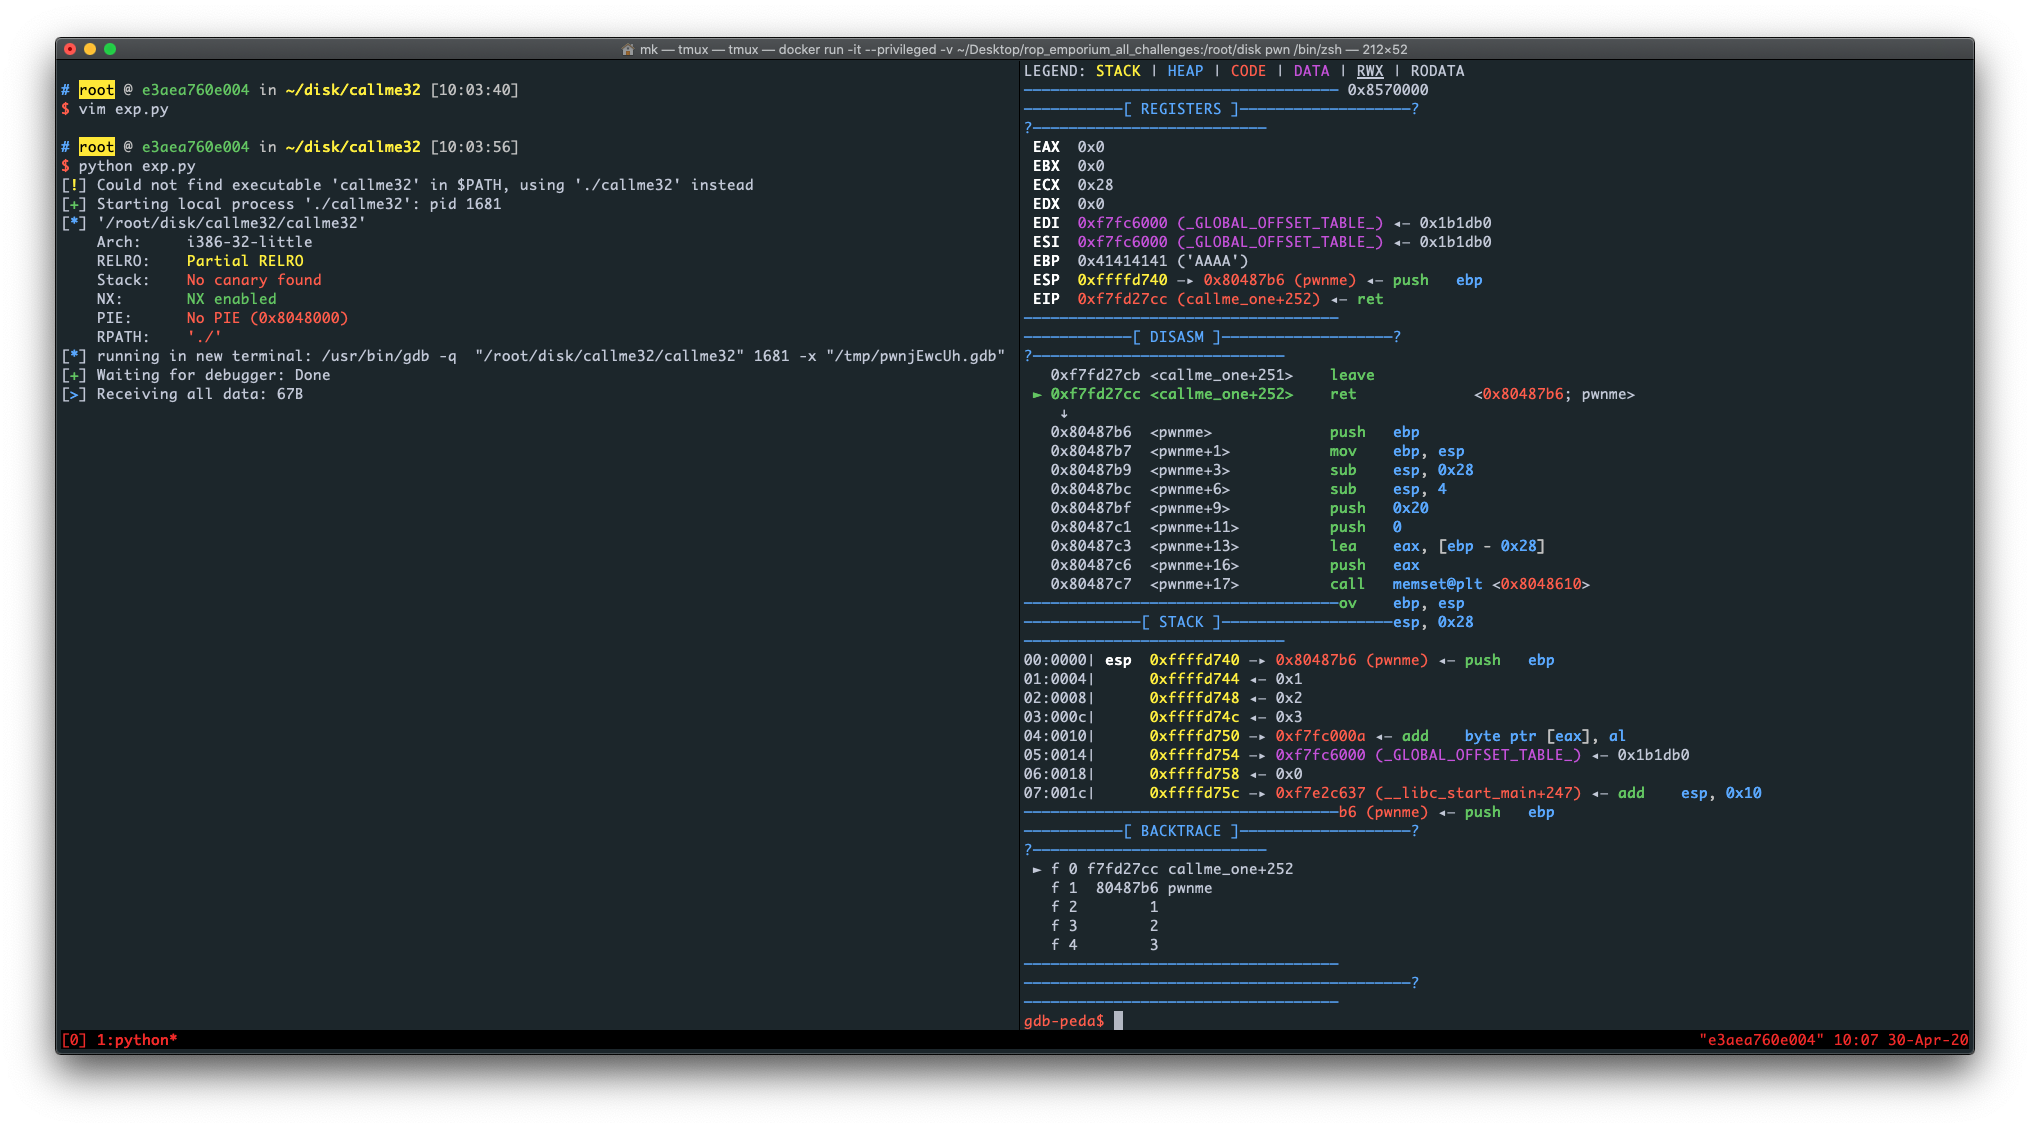 mk — tmux — tmux — docker run -it --privileged -v ~/Desktop/rop_emporium_all_challenges:/root/disk pwn /bin/zsh — 212×52
# root @ e3aea760e004 in ~/disk/callme32 [10:03:40]
$ vim exp.py
# root @ e3aea760e004 in ~/disk/callme32 [10:03:56]
$ python exp.py
[!] Could not find executable 'callme32' in $PATH, using './callme32' instead
[+] Starting local process './callme32': pid 1681
[*] '/root/disk/callme32/callme32'
Arch: i386-32-little
RELRO: Partial RELRO
Stack: No canary found
NX: NX enabled
PIE: No PIE (0x8048000)
RPATH: './'
[*] running in new terminal: /usr/bin/gdb -q "/root/disk/callme32/callme32" 1681 -x "/tmp/pwnjEwcUh.gdb"
[+] Waiting for debugger: Done
[>] Receiving all data: 67B
LEGEND: STACK | HEAP | CODE | DATA | RWX | RODATA
─────────────────────────────────── 0x8570000
───────────[ REGISTERS ]───────────────────?
?──────────────────────────
EAX 0x0
EBX 0x0
ECX 0x28
EDX 0x0
EDI 0xf7fc6000 (_GLOBAL_OFFSET_TABLE_) ◂— 0x1b1db0
ESI 0xf7fc6000 (_GLOBAL_OFFSET_TABLE_) ◂— 0x1b1db0
EBP 0x41414141 ('AAAA')
ESP 0xffffd740 —▸ 0x80487b6 (pwnme) ◂— push ebp
EIP 0xf7fd27cc (callme_one+252) ◂— ret
───────────────────────────────────
────────────[ DISASM ]───────────────────?
?────────────────────────────
0xf7fd27cb <callme_one+251> leave
► 0xf7fd27cc <callme_one+252> ret <0x80487b6; pwnme>
↓
0x80487b6 <pwnme> push ebp
0x80487b7 <pwnme+1> mov ebp, esp
0x80487b9 <pwnme+3> sub esp, 0x28
0x80487bc <pwnme+6> sub esp, 4
0x80487bf <pwnme+9> push 0x20
0x80487c1 <pwnme+11> push 0
0x80487c3 <pwnme+13> lea eax, [ebp - 0x28]
0x80487c6 <pwnme+16> push eax
0x80487c7 <pwnme+17> call memset@plt <0x8048610>
───────────────────────────────────ov ebp, esp
─────────────[ STACK ]───────────────────esp, 0x28
─────────────────────────────
00:0000| esp 0xffffd740 —▸ 0x80487b6 (pwnme) ◂— push ebp
01:0004| 0xffffd744 ◂— 0x1
02:0008| 0xffffd748 ◂— 0x2
03:000c| 0xffffd74c ◂— 0x3
04:0010| 0xffffd750 —▸ 0xf7fc000a ◂— add byte ptr [eax], al
05:0014| 0xffffd754 —▸ 0xf7fc6000 (_GLOBAL_OFFSET_TABLE_) ◂— 0x1b1db0
06:0018| 0xffffd758 ◂— 0x0
07:001c| 0xffffd75c —▸ 0xf7e2c637 (__libc_start_main+247) ◂— add esp, 0x10
───────────────────────────────────b6 (pwnme) ◂— push ebp
───────────[ BACKTRACE ]───────────────────?
?──────────────────────────
► f 0 f7fd27cc callme_one+252
f 1 80487b6 pwnme
f 2 1
f 3 2
f 4 3
───────────────────────────────────
───────────────────────────────────────────?
───────────────────────────────────
gdb-peda$
[0] 1:python* "e3aea760e004" 10:07 30-Apr-20